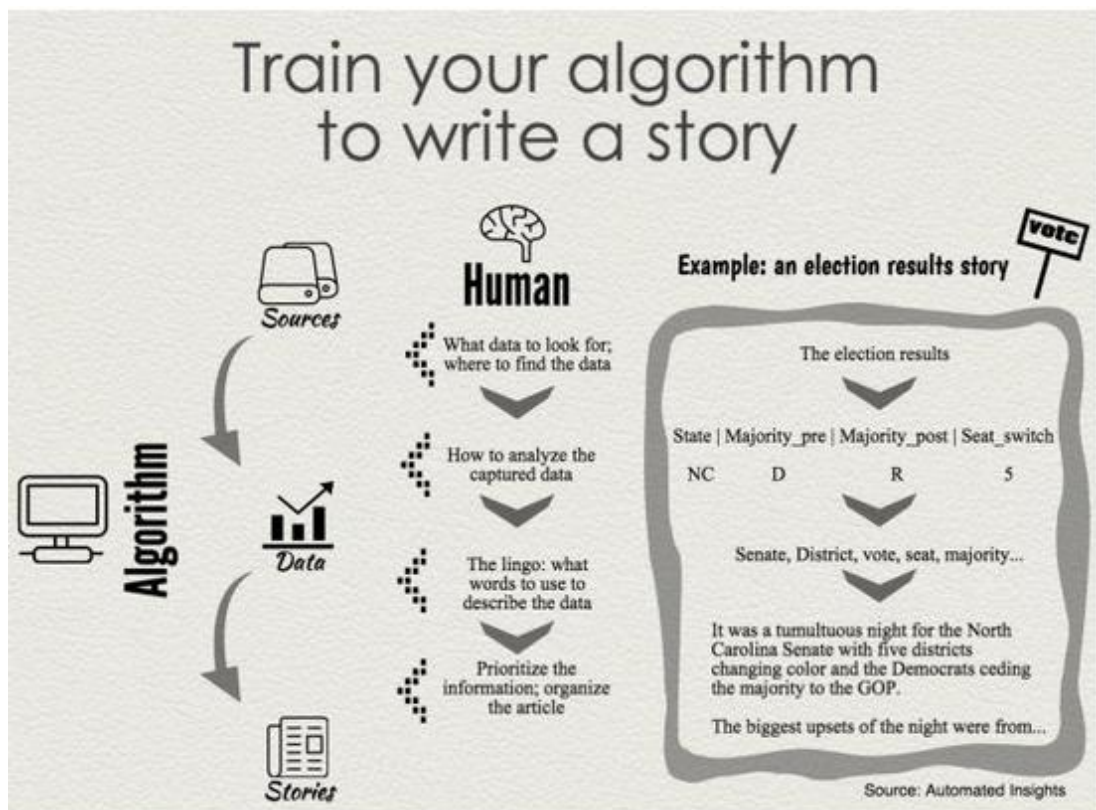 Train your algorithm
to write a story
Algorithm
Sources
Data
Stories
Human
What data to look for;
where to find the data
How to analyze the
captured data
The lingo: what
words to use to
describe the data
Prioritize the
information; organize
the article
vote
Example: an election results story
The election results
State | Majority_pre | Majority_post | Seat_switch
NC D R 5
Senate, District, vote, seat, majority...
It was a tumultuous night for the North
Carolina Senate with five districts
changing color and the Democrats ceding
the majority to the GOP.
The biggest upsets of the night were from...
Source: Automated Insights